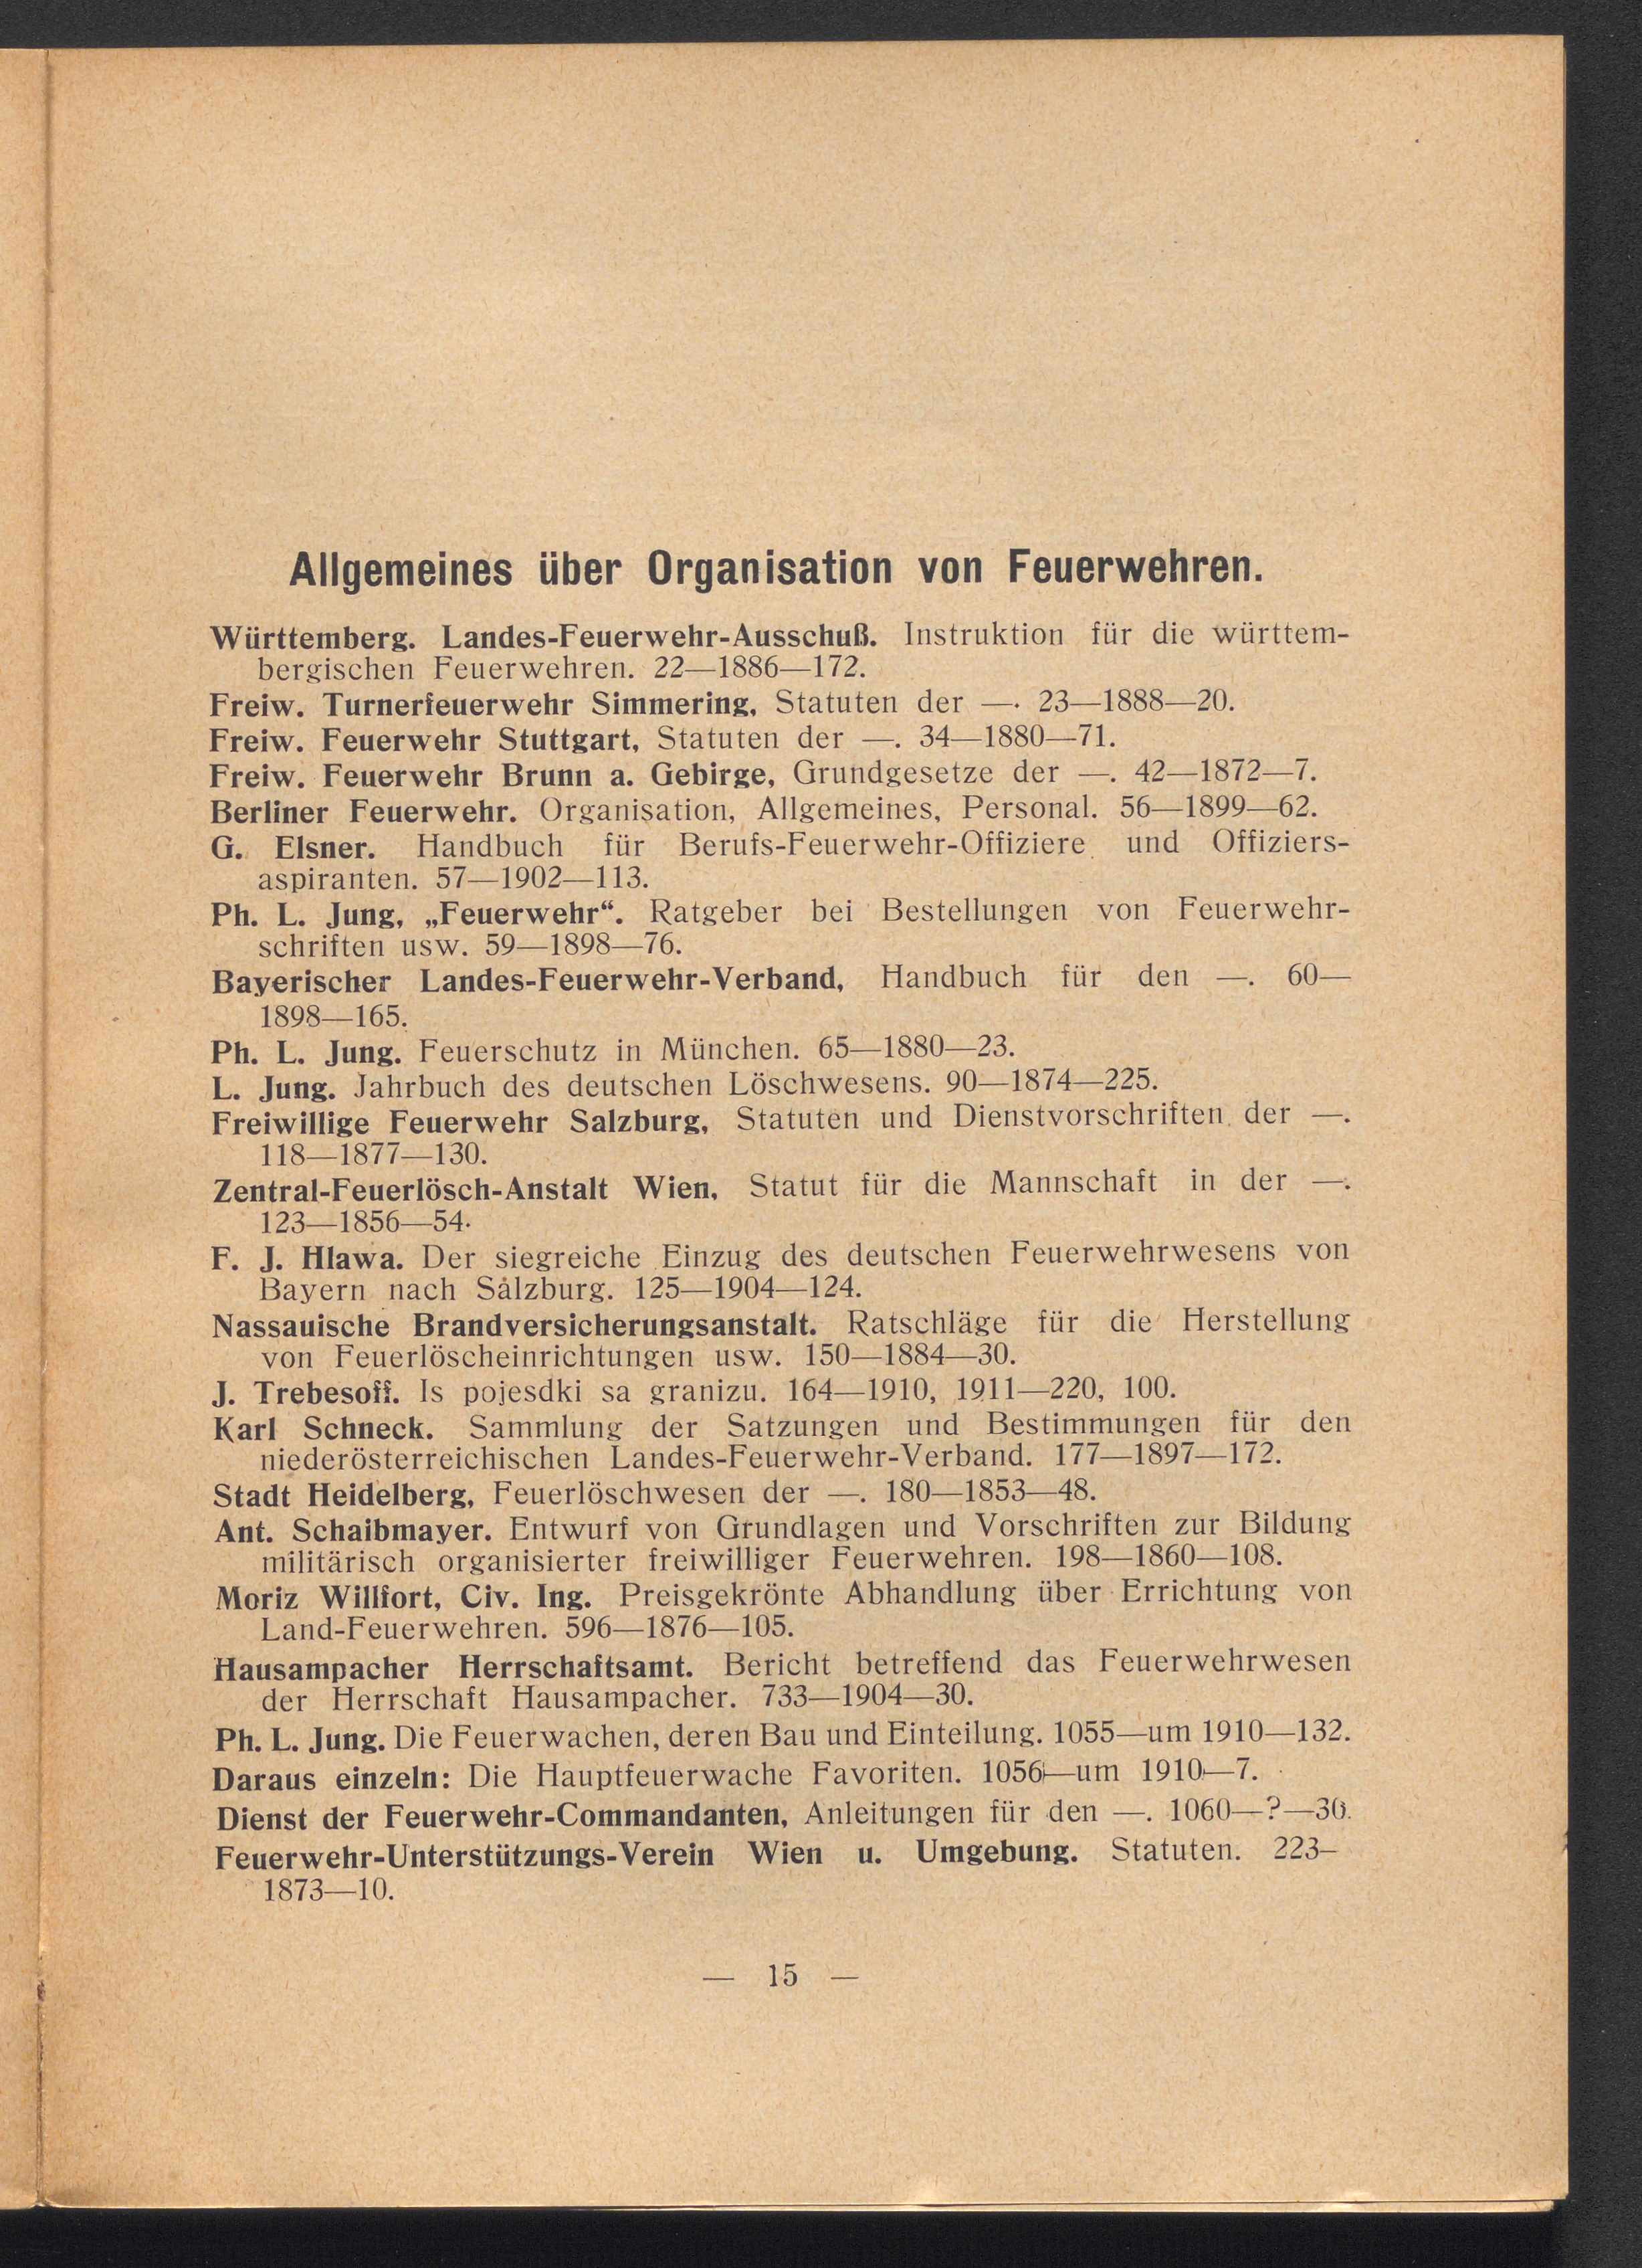 Allgemeines über Organisation von Feuerwehren.
Württemberg. Landes-Feuerwehr-Ausschuß. Instruktion für die württem-
bergischen Feuerwehren. 22—1886—172.
Freiw. Turnerfeuerwehr Simmering, Statuten der —. 23—1888—20.
Freiw. Feuerwehr Stuttgart, Statuten der —. 34—1880—71.
Freiw. Feuerwehr Brunn a. Gebirge, Grundgesetze der —. 42—1872—7.
Berliner Feuerwehr. Organisation, Allgemeines, Personal. 56—1899—62.
G. Elsner. Handbuch für Berufs-Feuerwehr-Offiziere und Offiziers-
aspiranten. 57—1902—113.
Ph. L. Jung, „Feuerwehr“. Ratgeber bei Bestellungen von Feuerwehr-
schriften usw. 59—1898—76.
Bayerischer Landes-Feuerwehr-Verband, Handbuch für den —. 60—
1898—165.
Ph. L. Jung. Feuerschutz in München. 65—1880—23.
L. Jung. Jahrbuch des deutschen Löschwesens. 90—1874—225.
Freiwillige Feuerwehr Salzburg, Statuten und Dienstvorschriften der —.
118—1877—130.
Zentral-Feuerlösch-Anstalt Wien, Statut für die Mannschaft in der —.
123—1856—54.
F. J. Hlawa. Der siegreiche Einzug des deutschen Feuerwehrwesens von
Bayern nach Salzburg. 125—1904—124.
Nassauische Brandversicherungsanstalt. Ratschläge für die Herstellung
von Feuerlöscheinrichtungen usw. 150—1884—30.
J. Trebesoff. Is pojesdki sa granizu. 164—1910, 1911—220, 100.
Karl Schneck. Sammlung der Satzungen und Bestimmungen für den
niederösterreichischen Landes-Feuerwehr-Verband. 177—1897—172.
Stadt Heidelberg, Feuerlöschwesen der —. 180—1853—48.
Ant. Schaibmayer. Entwurf von Grundlagen und Vorschriften zur Bildung
militärisch organisierter freiwilliger Feuerwehren. 198—1860—108.
Moriz Willfort, Civ. Ing. Preisgekrönte Abhandlung über Errichtung von
Land-Feuerwehren. 596—1876—105.
Hausampacher Herrschaftsamt. Bericht betreffend das Feuerwehrwesen
der Herrschaft Hausampacher. 733—1904—30.
Ph. L. Jung. Die Feuerwachen, deren Bau und Einteilung. 1055—um 1910—132.
Daraus einzeln: Die Hauptfeuerwache Favoriten. 1056—um 1910—7.
Dienst der Feuerwehr-Commandanten, Anleitungen für den —. 1060—?—30.
Feuerwehr-Unterstützungs-Verein Wien u. Umgebung. Statuten. 223–
1873—10.
— 15 —